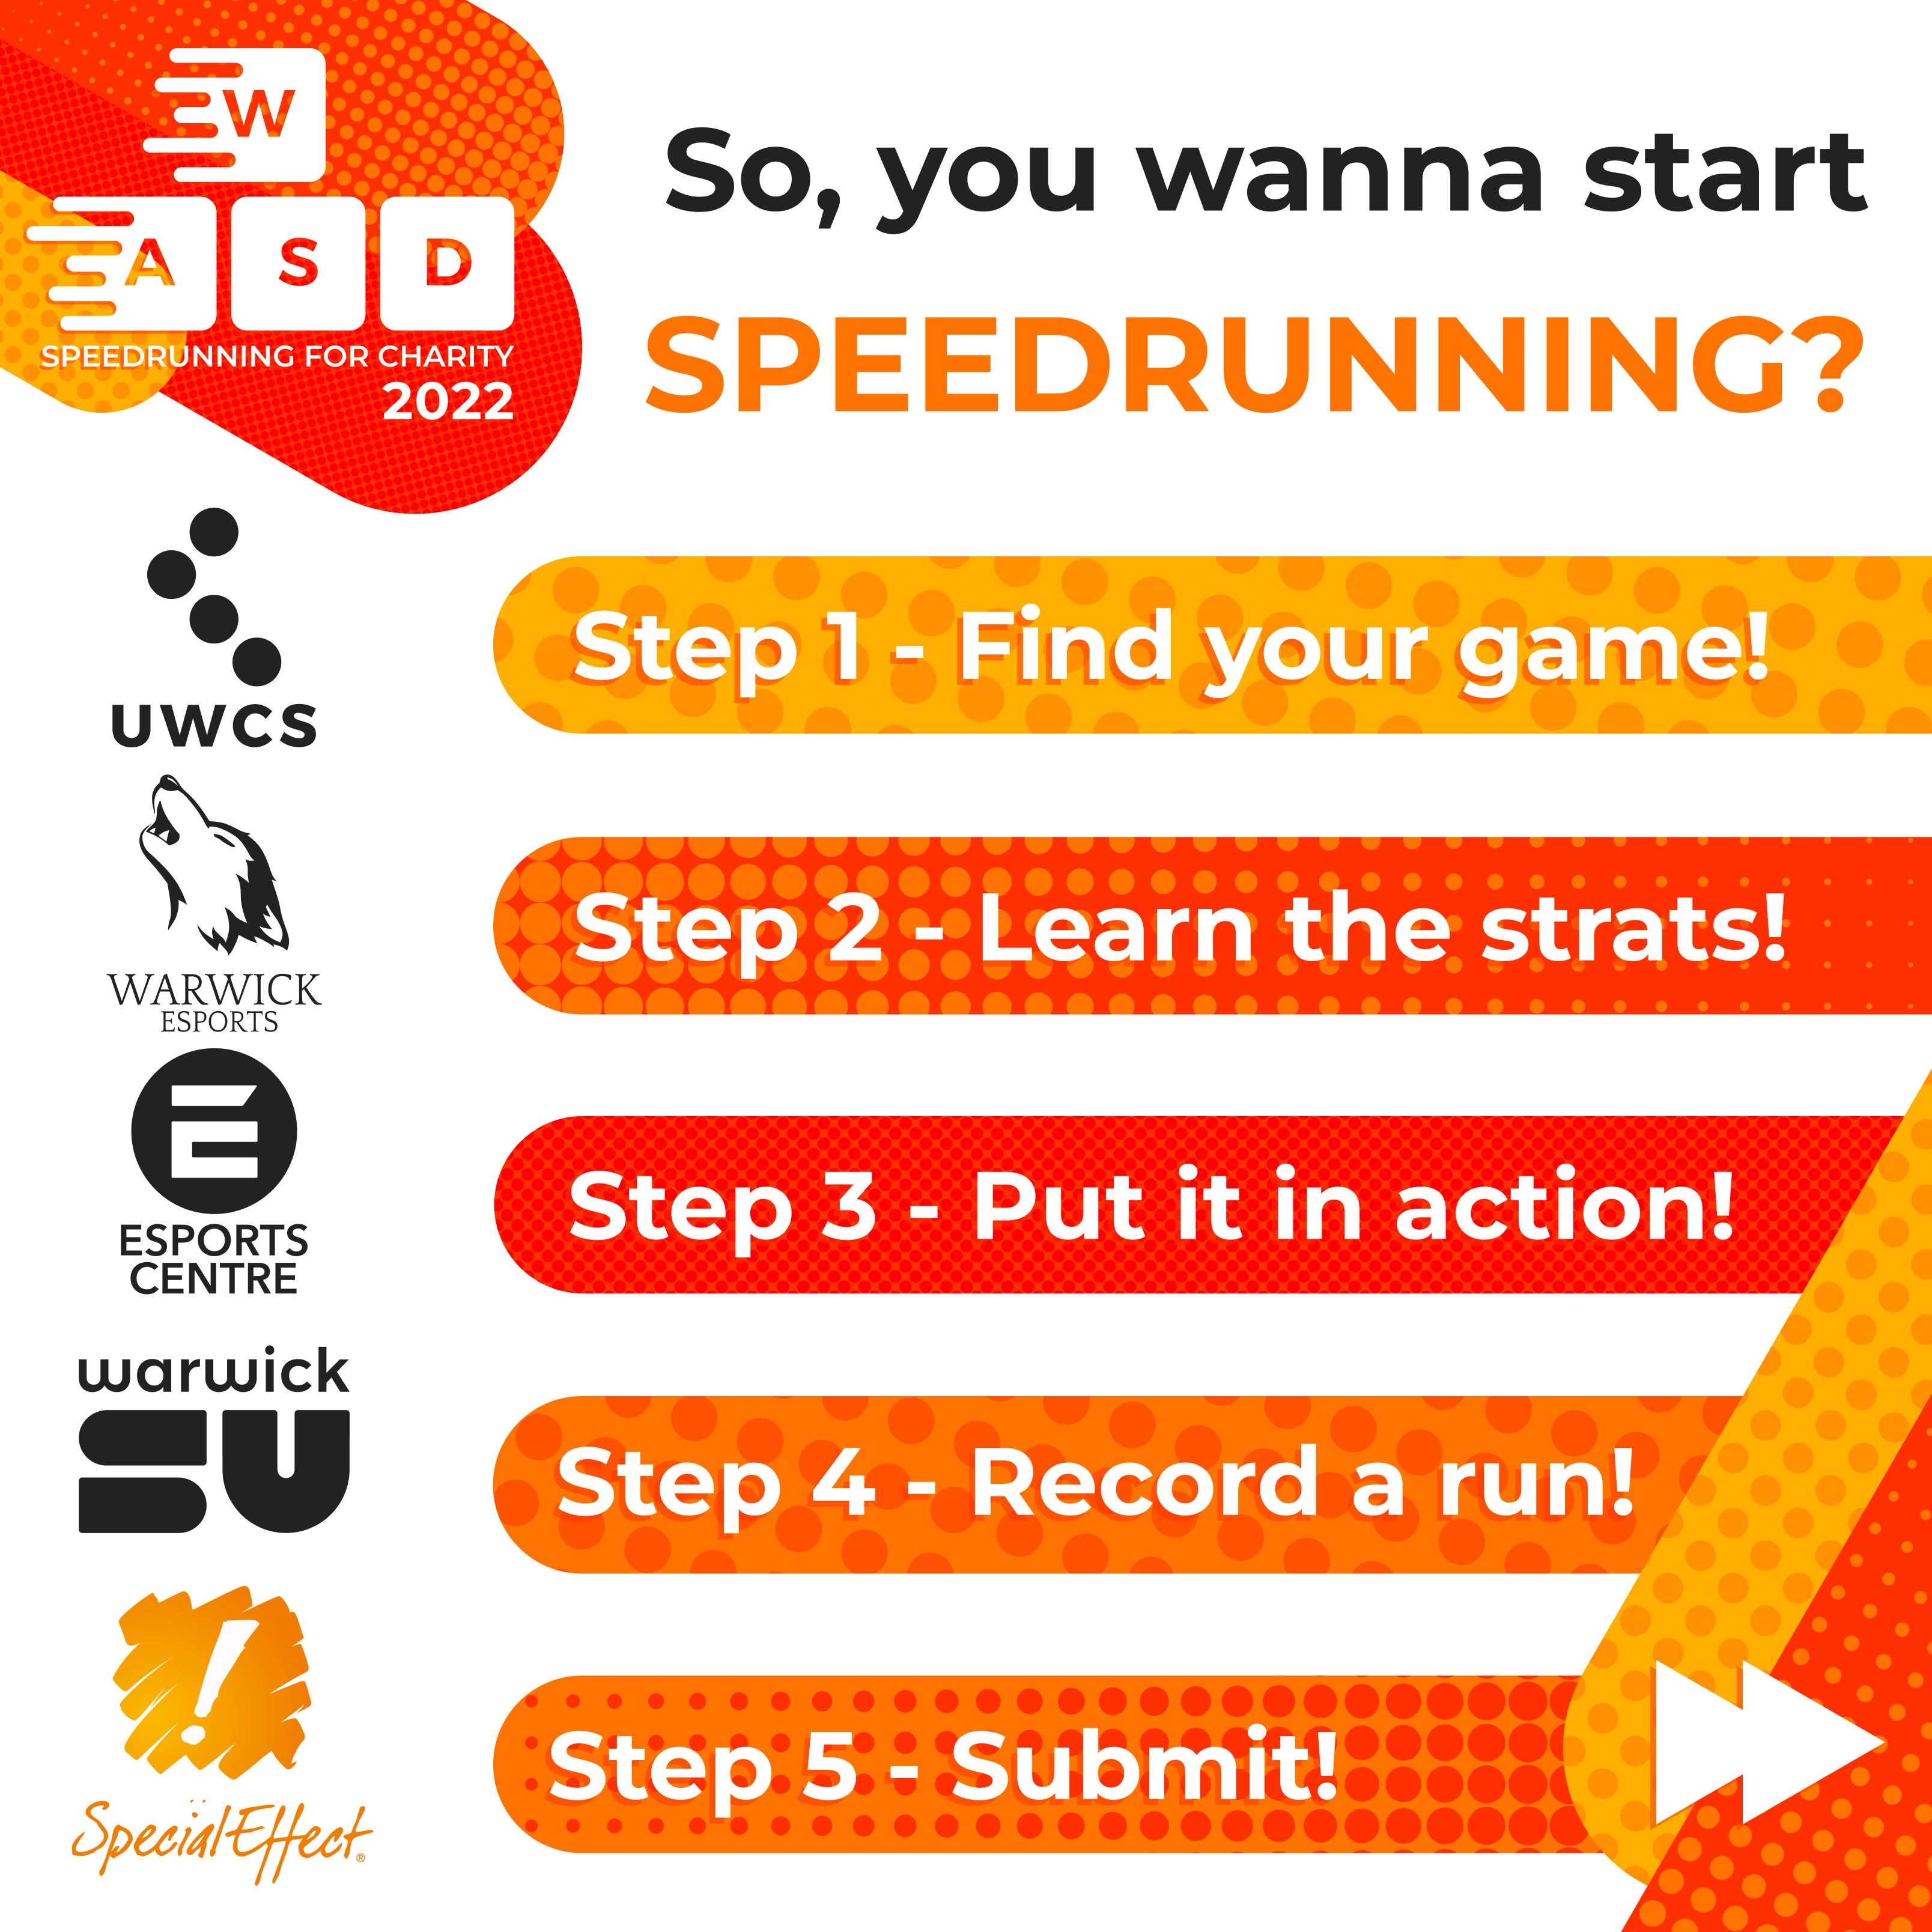 W
A S D
SPEEDRUNNING FOR CHARITY
2022
So, you wanna start
SPEEDRUNNING?
uwcs
WARWICK
ESPORTS
E
ESPORTS
CENTRE
warwick
SU
!
SpecialEffect®
Step 1 - Find your game!
Step 2 - Learn the strats!
Step 3 - Put it in action!
Step 4 - Record a run!
Step 5 - Submit!